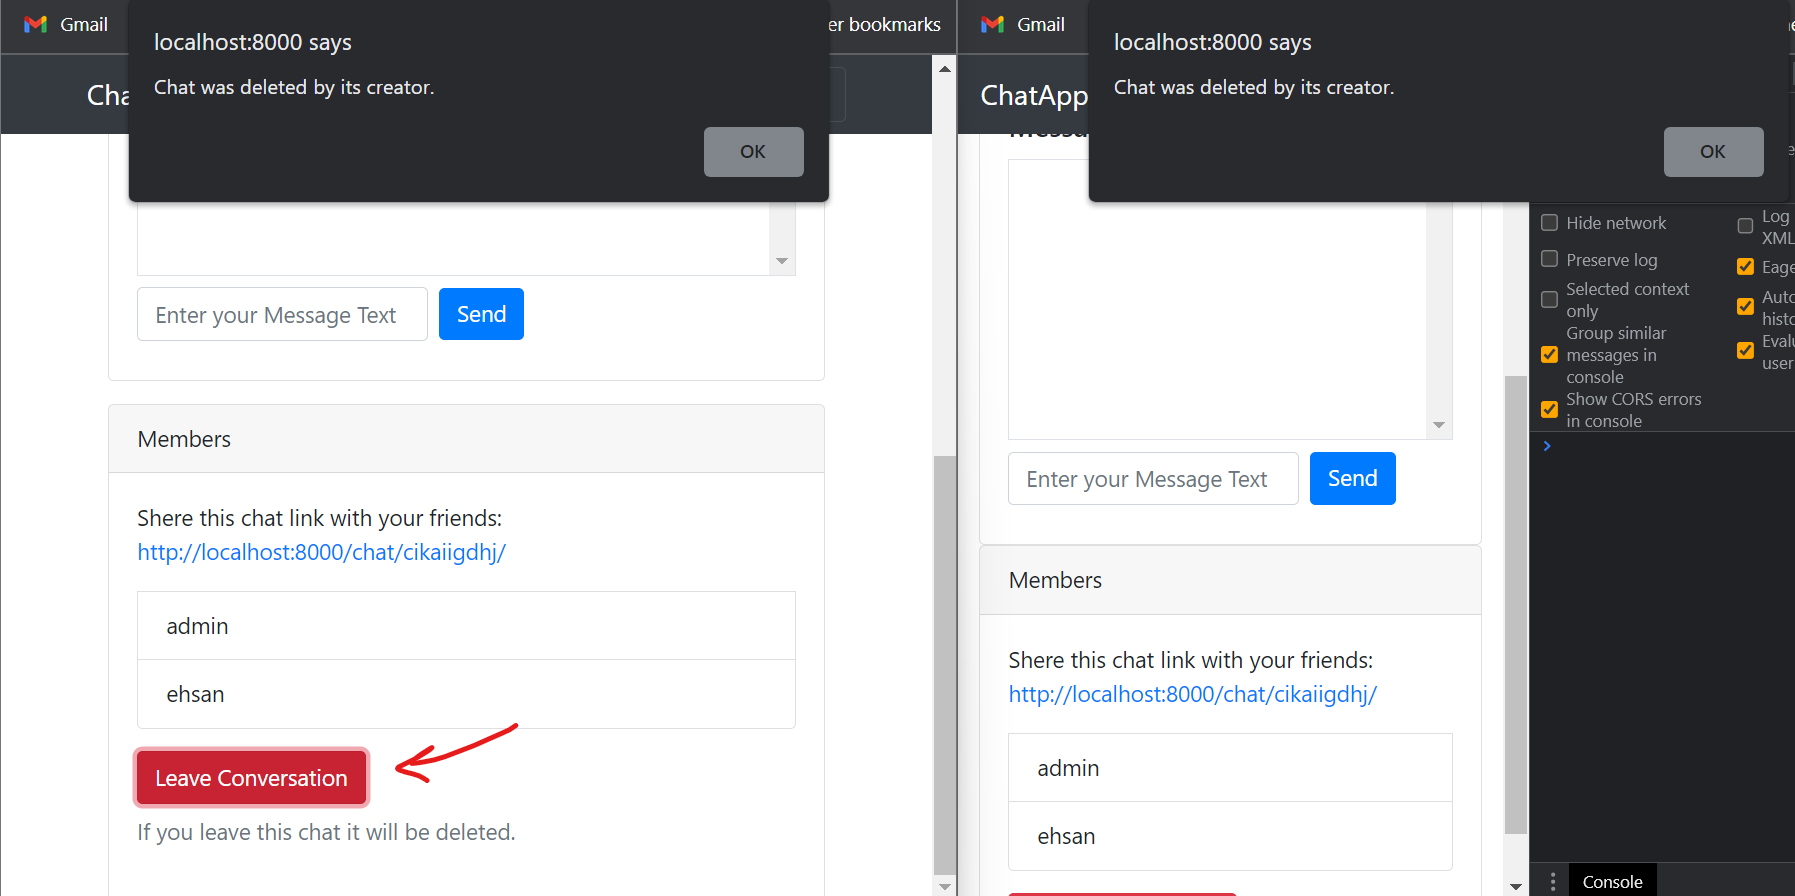 Gmail
er bookmarks
localhost:8000 says
Chat was deleted by its creator.
OK
Cha
Enter your Message Text
Send
Members
Shere this chat link with your friends:
http://localhost:8000/chat/cikaiigdhj/
admin
ehsan
Leave Conversation
If you leave this chat it will be deleted.
Gmail
localhost:8000 says
Chat was deleted by its creator.
OK
ChatApp
Enter your Message Text
Send
Members
Shere this chat link with your friends:
http://localhost:8000/chat/cikaiigdhj/
admin
ehsan
Hide network
Preserve log
Selected context
only
Group similar
messages in
console
Show CORS errors
in console
Log
XML
Eage
Auto
histo
Evalu
user
Console